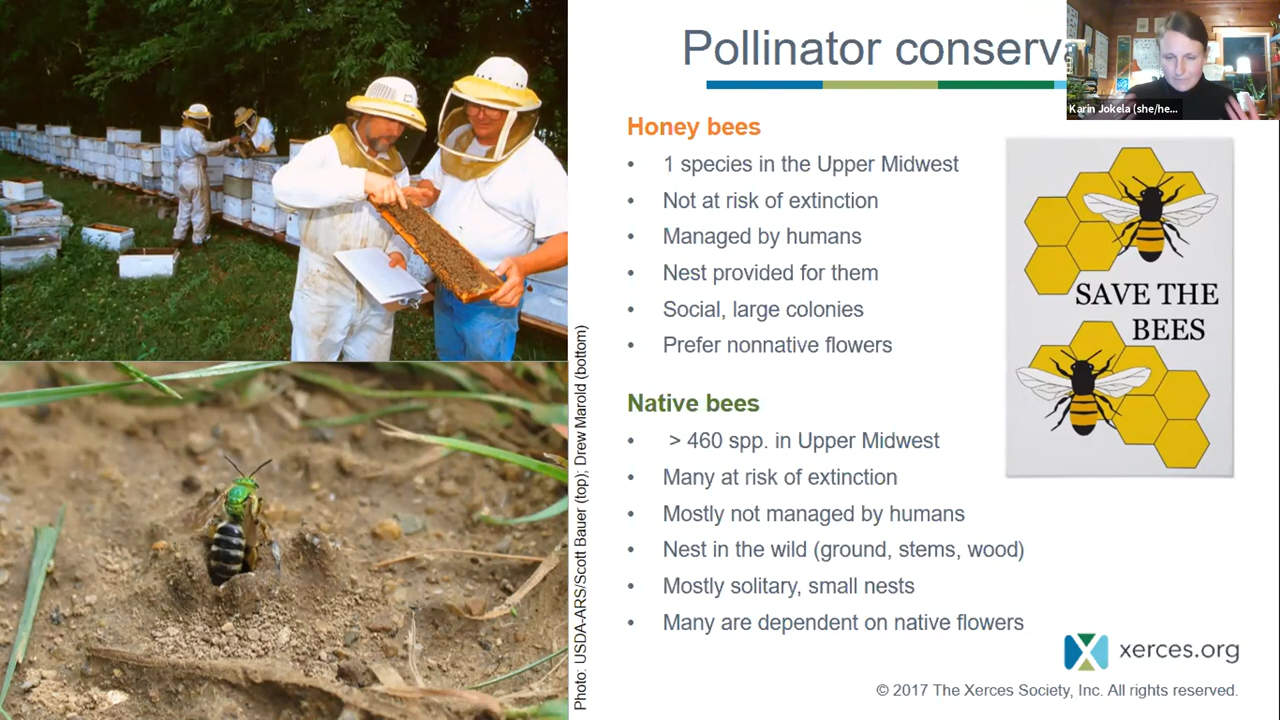 Pollinator conserv
Karin Jokela (she/he...
Honey bees
• 1 species in the Upper Midwest
• Not at risk of extinction
• Managed by humans
• Nest provided for them
• Social, large colonies
• Prefer nonnative flowers
SAVE THE
BEES
Native bees
• > 460 spp. in Upper Midwest
• Many at risk of extinction
• Mostly not managed by humans
• Nest in the wild (ground, stems, wood)
• Mostly solitary, small nests
• Many are dependent on native flowers
Photo: USDA-ARS/Scott Bauer (top); Drew Marold (bottom)
xerces.org
© 2017 The Xerces Society, Inc. All rights reserved.